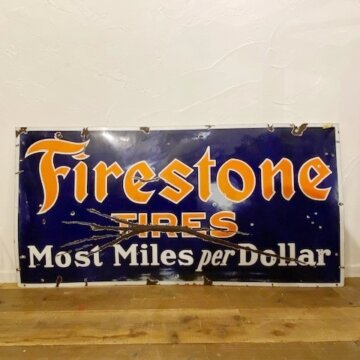 Firestone
TIRES
Most Miles per Dollar